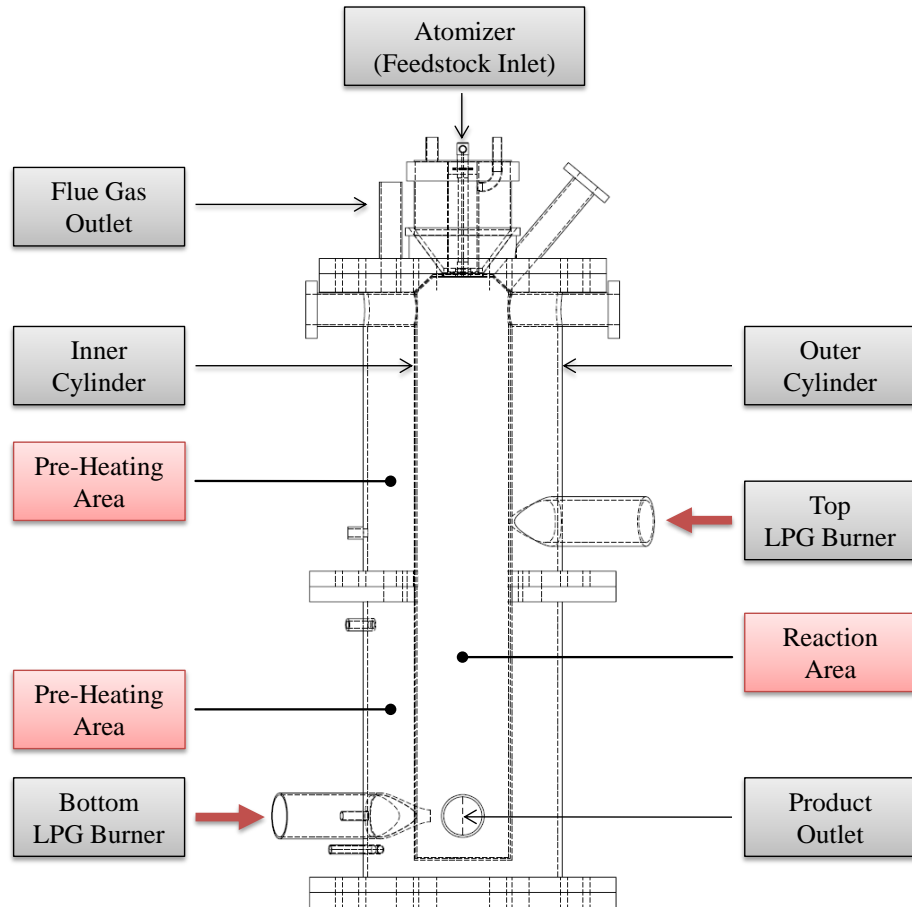 Atomizer
(Feedstock Inlet)
Flue Gas
Outlet
Inner
Cylinder
Outer
Cylinder
Pre-Heating
Area
Top
LPG Burner
Reaction
Area
Pre-Heating
Area
Bottom
LPG Burner
Product
Outlet